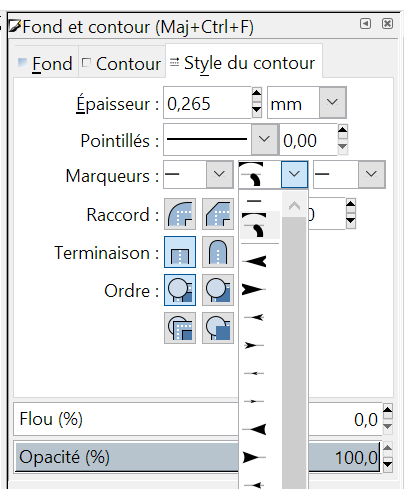 Fond et contour (Maj+Ctrl+F)
Fond Contour Style du contour
Épaisseur : 0,265 mm
Pointillés : 0,00
Marqueurs :
Raccord : 0
Terminaison :
Ordre :
Flou (%) 0,0
Opacité (%) 100,0